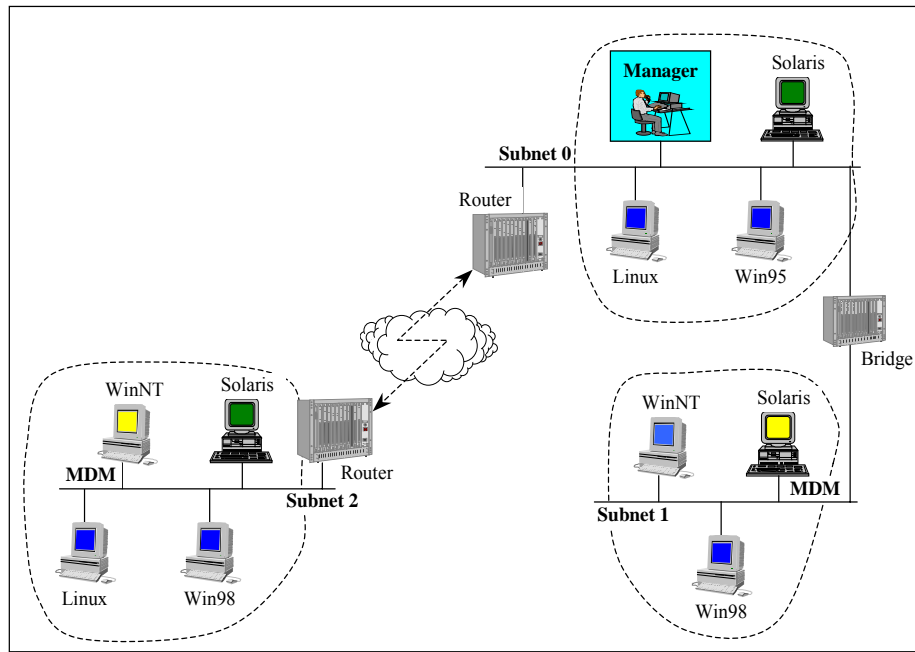 Manager
Solaris
Subnet 0
Router
Linux
Win95
Bridge
WinNT
Solaris
MDM
Subnet 1
Win98
WinNT
Solaris
Router
MDM
Subnet 2
Linux
Win98